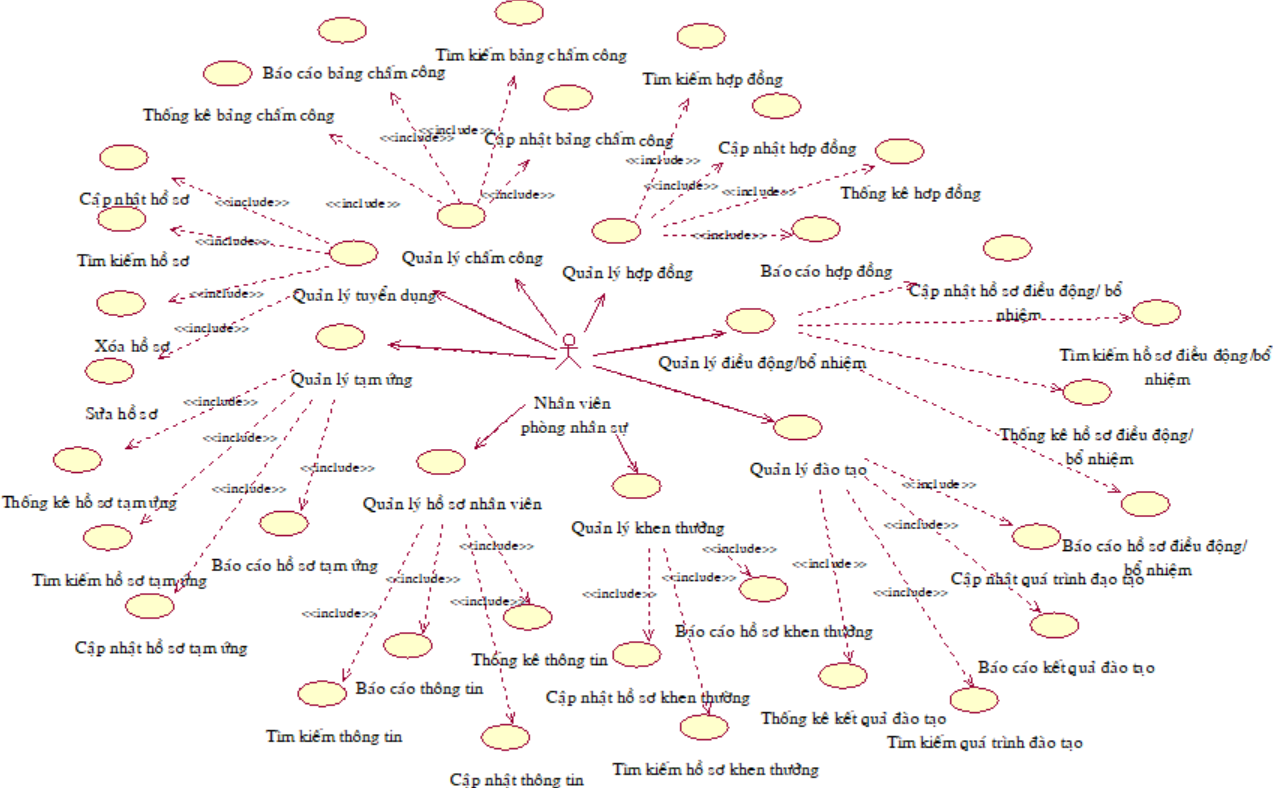 Tìm kiếm bảng chấm công
Báo cáo bảng chấm công
Tìm kiếm hợp đồng
Thống kê bảng chấm công
<<include>>
<<include>>
Cập nhật bảng chấm công
Cập nhật hợp đồng
<<include>>
<<include>>
<<include>>
Thống kê hợp đồng
Cập nhật hồ sơ
<<include>>
<<include>>
<<include>>
<<include>>
<<include>>
Tìm kiếm hồ sơ
Quản lý chấm công
Quản lý hợp đồng
Báo cáo hợp đồng
Quản lý tuyển dụng
<<include>>
Cập nhật hồ sơ điều động/ bổ
nhiệm
<<include>>
Xóa hồ sơ
Quản lý điều động/bổ nhiệm
Tìm kiếm hồ sơ điều động/bổ
nhiệm
Quản lý tạm ứng
<<include>>
Sửa hồ sơ
Nhân viên
phòng nhân sự
<<include>>
Thống kê hồ sơ điều động/
bổ nhiệm
<<include>>
Quản lý đào tạo
<<include>>
<<include>>
Thống kê hồ sơ tạm ứng
Quản lý hồ sơ nhân viên
Quản lý khen thưởng
<<include>>
Báo cáo hồ sơ điều động/
bổ nhiệm
<<include>>
<<include>>
Báo cáo hồ sơ tạm ứng
<<include>>
<<include>>
<<include>>
<<include>>
Tìm kiếm hồ sơ tạm ứng
Cập nhật quá trình đạo tạo
<<include>>
<<include>>
<<include>>
<<include>>
Báo cáo hồ sơ khen thưởng
Cập nhật hồ sơ tạm ứng
Thống kê thông tin
Báo cáo kết quả đào tạo
Báo cáo thông tin
Cập nhật hồ sơ khen thưởng
Thống kê kết quả đào tạo
Tìm kiếm thông tin
Tìm kiếm quá trình đào tạo
Cập nhật thông tin
Tìm kiếm hồ sơ khen thưởng